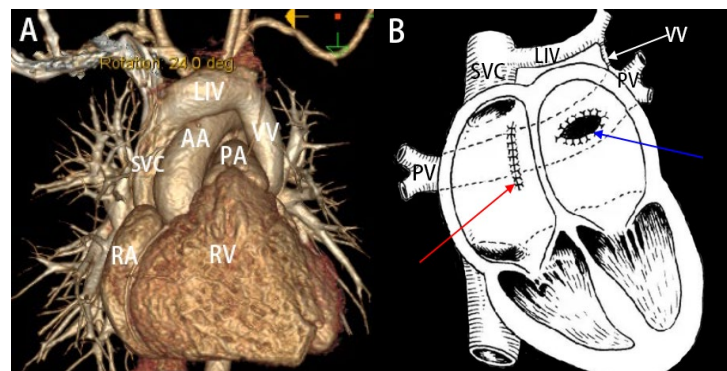 A
Rotation: 24.0 deg
LIV
AA
VV
SVC
PA
RA
RV
B
LIV
VV
SVC
PV
PV